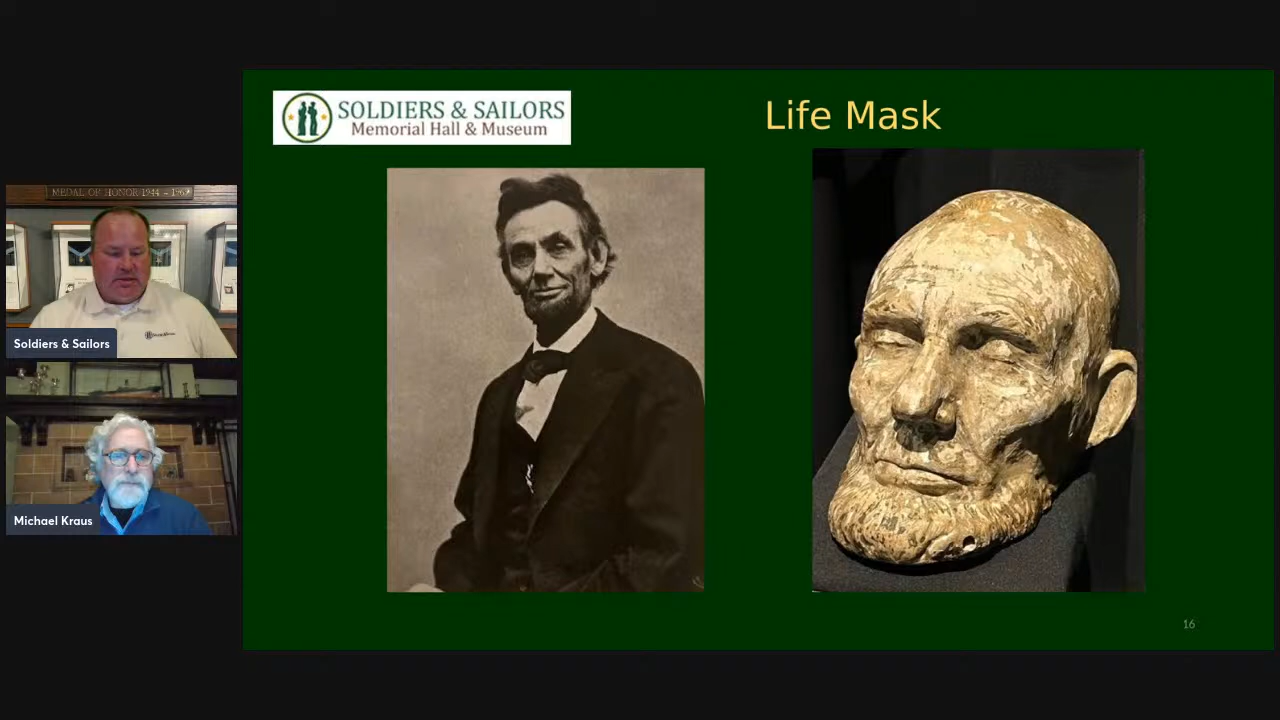 SOLDIERS & SAILORS
Memorial Hall & Museum
Life Mask
MEDAL OF HONOR 1944 – 1969
Soldiers & Sailors
Michael Kraus
16